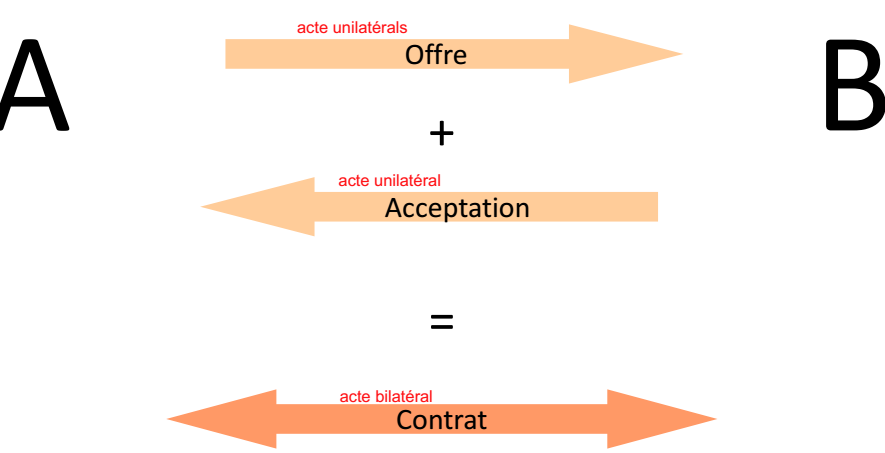 acte unilatérals
A
Offre
B
+
acte unilatéral
Acceptation
=
acte bilatéral
Contrat